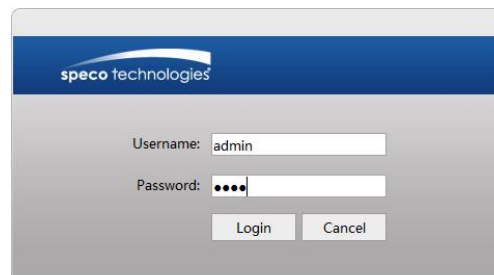 speco technologies
Username: admin
Password: ●●●●
Login Cancel